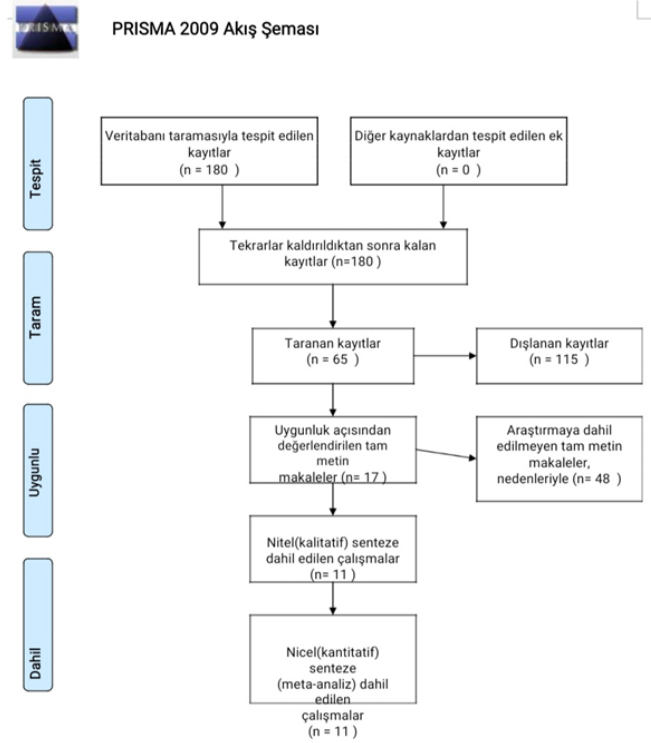 PRISMA
PRISMA 2009 Akış Şeması
Tespit
Veritabanı taramasıyla tespit edilen
kayıtlar
(n = 180 )
Diğer kaynaklardan tespit edilen ek
kayıtlar
(n = 0 )
Tekrarlar kaldırıldıktan sonra kalan
kayıtlar (n=180 )
Taram
Taranan kayıtlar
(n = 65 )
Dışlanan kayıtlar
(n = 115 )
Uygunlu
Uygunluk açısından
değerlendirilen tam
metin
makaleler (n= 17 )
Araştırmaya dahil
edilmeyen tam metin
makaleler,
nedenleriyle (n= 48 )
Nitel(kalitatif) senteze
dahil edilen çalışmalar
(n= 11 )
Dahil
Nicel(kantitatif)
senteze
(meta-analiz) dahil
edilen
çalışmalar
(n = 11 )